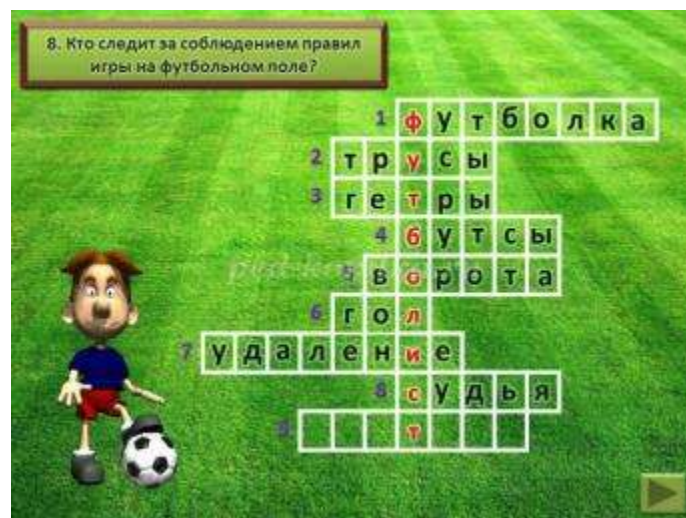 8. Кто следит за соблюдением правил
игры на футбольном поле?
1 футболка
2 трусы
3 гетры
4 бутсы
5 ворота
6 гол
7 удаление
8 судья
9 т